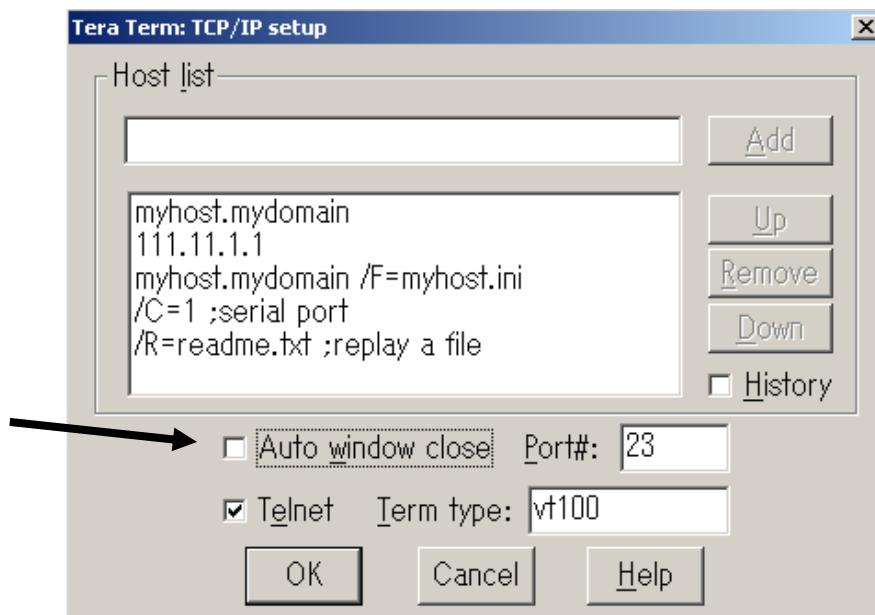 Tera Term: TCP/IP setup
Host list
Add
myhost.mydomain
111.11.1.1
myhost.mydomain /F=myhost.ini
/C=1 ;serial port
/R=readme.txt ;replay a file
Up
Remove
Down
History
Auto window close Port#: 23
Telnet Term type: vt100
OK Cancel Help